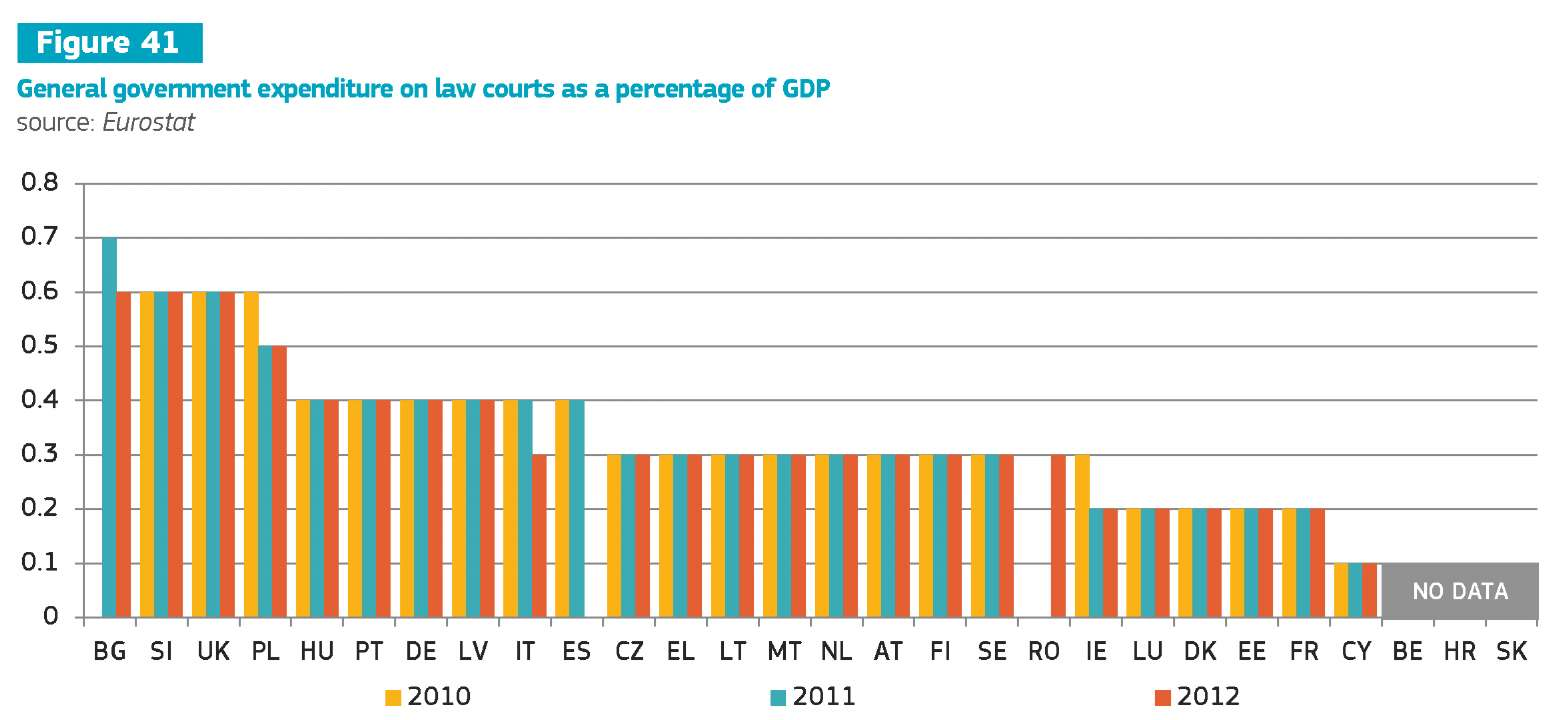 Figure 41
General government expenditure on law courts as a percentage of GDP
source: Eurostat
0.8
0.7
0.6
0.5
0.4
0.3
0.2
0.1
0
NO DATA
BG SI UK PL HU PT DE LV IT ES CZ EL LT MT NL AT FI SE RO IE LU DK EE FR CY BE HR SK
2010 2011 2012